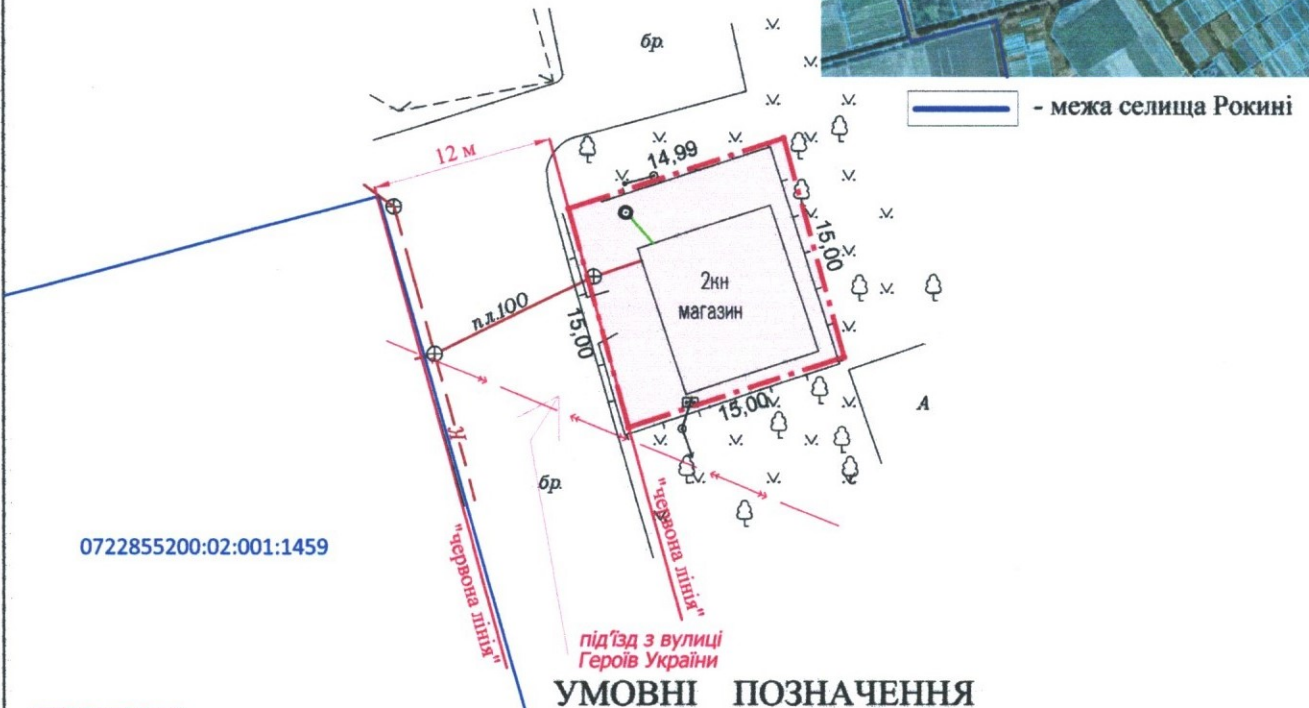 бр.
- межа селища Рокині
12 м
14,99
15,00
2кн
магазин
пл.100
15,00
15,00
А
К
бр.
"червона лінія"
"червона лінія"
0722855200:02:001:1459
під'їзд з вулиці
Героїв України
УМОВНІ ПОЗНАЧЕННЯ